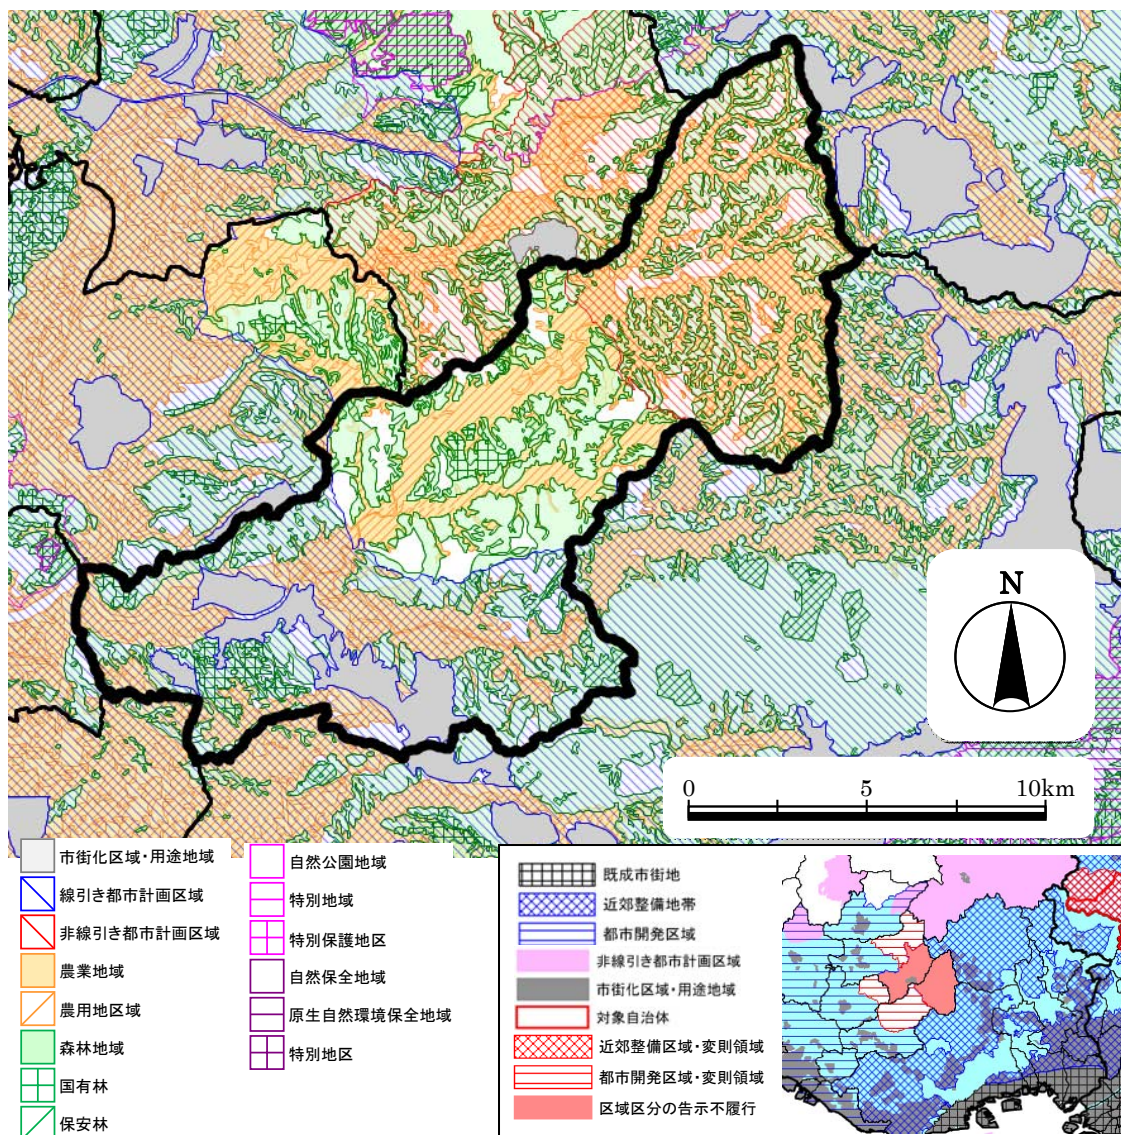 N
0 5 10km
市街化区域・用途地域
線引き都市計画区域
非線引き都市計画区域
農業地域
農用地区域
森林地域
国有林
保安林
自然公園地域
特別地域
特別保護地区
自然保全地域
原生自然環境保全地域
特別地区
既成市街地
近郊整備地帯
都市開発区域
非線引き都市計画区域
市街化区域・用途地域
対象自治体
近郊整備区域・変則領域
都市開発区域・変則領域
区域区分の告示不履行